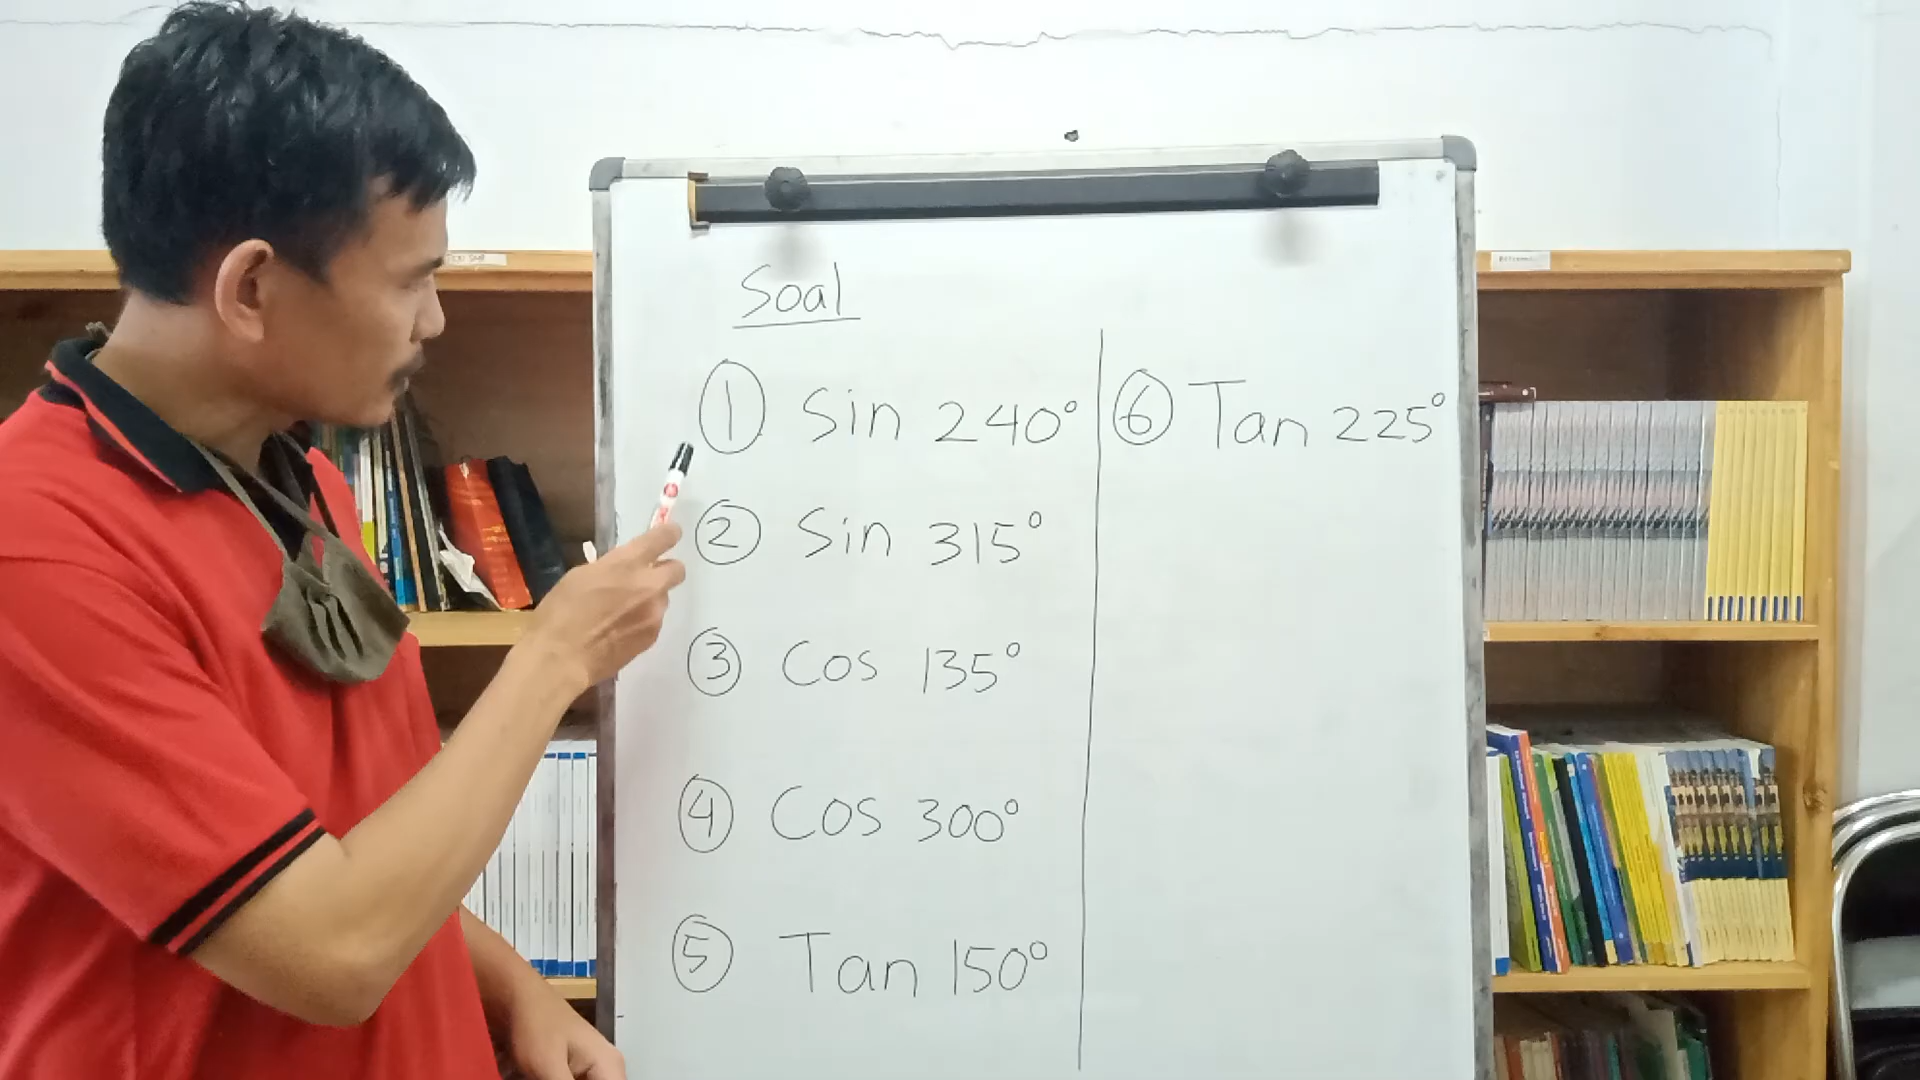 Soal
① Sin 240°
② Sin 315°
③ Cos 135°
④ Cos 300°
⑤ Tan 150°
⑥ Tan 225°